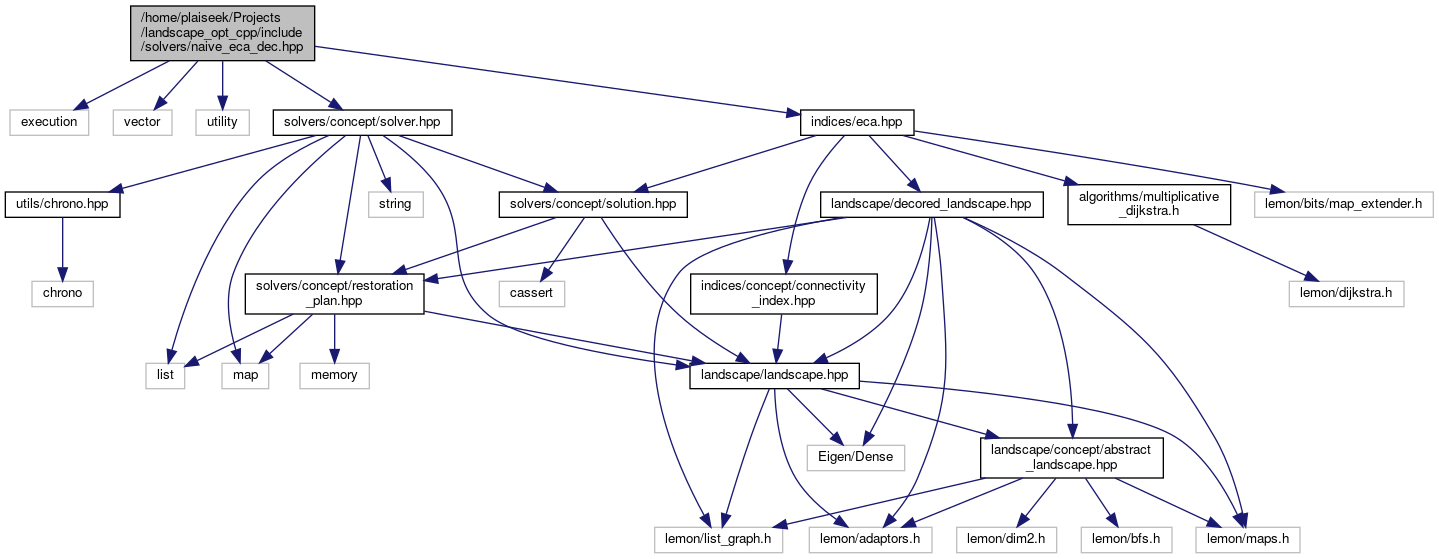 /home/plaiseek/Projects
/landscape_opt_cpp/include
/solvers/naive_eca_dec.hpp
execution
vector
utility
solvers/concept/solver.hpp
indices/eca.hpp
utils/chrono.hpp
string
solvers/concept/solution.hpp
landscape/decored_landscape.hpp
algorithms/multiplicative
_dijkstra.h
lemon/bits/map_extender.h
chrono
solvers/concept/restoration
_plan.hpp
cassert
indices/concept/connectivity
_index.hpp
lemon/dijkstra.h
list
map
memory
landscape/landscape.hpp
Eigen/Dense
landscape/concept/abstract
_landscape.hpp
lemon/list_graph.h
lemon/adaptors.h
lemon/dim2.h
lemon/bfs.h
lemon/maps.h